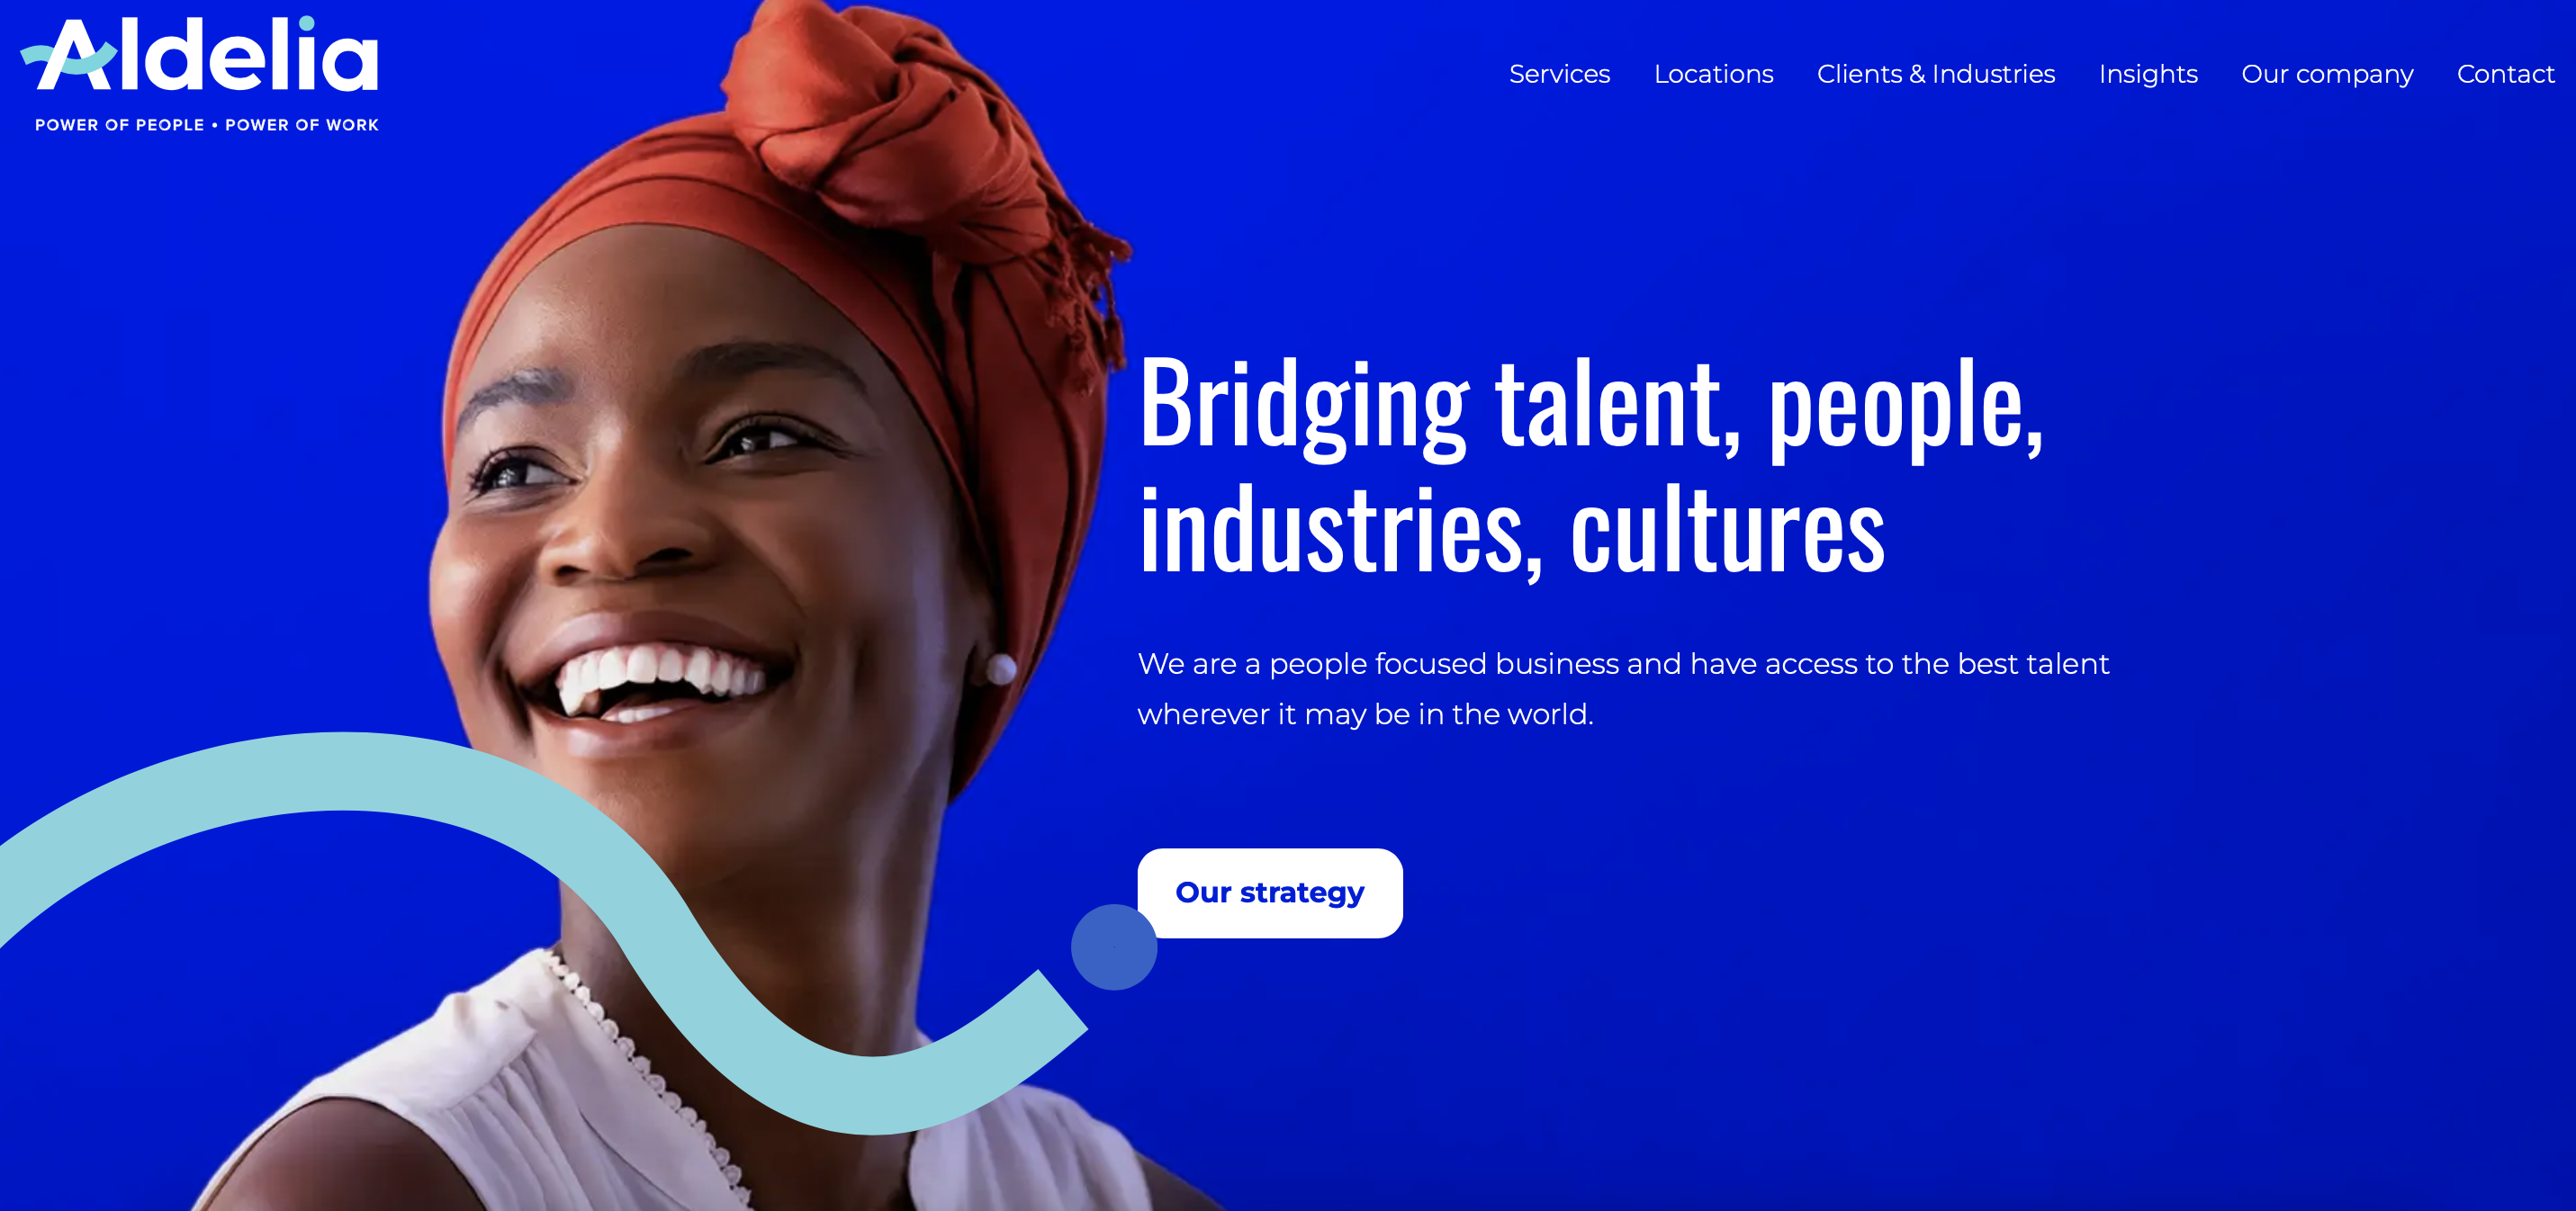 Aldelia
POWER OF PEOPLE • POWER OF WORK
Services
Locations
Clients & Industries
Insights
Our company
Contact
Bridging talent, people,
industries, cultures
We are a people focused business and have access to the best talent
wherever it may be in the world.
Our strategy